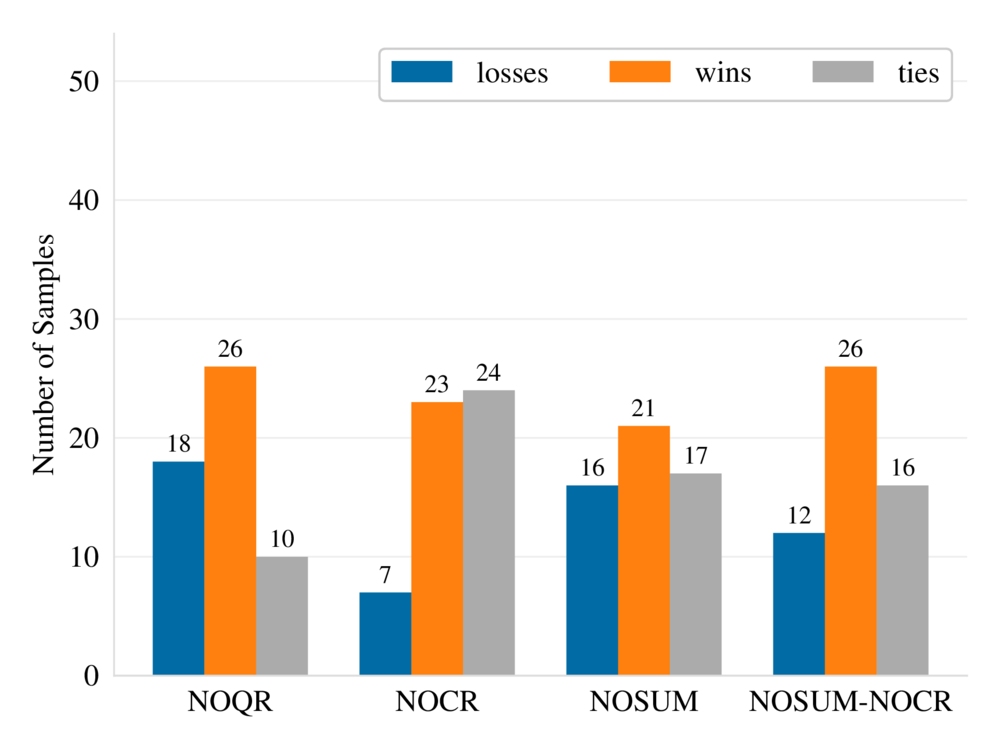 losses wins ties
Number of Samples
50
40
30
20
10
0
18 26 10
7 23 24
16 21 17
12 26 16
NOQR NOCR NOSUM NOSUM-NOCR